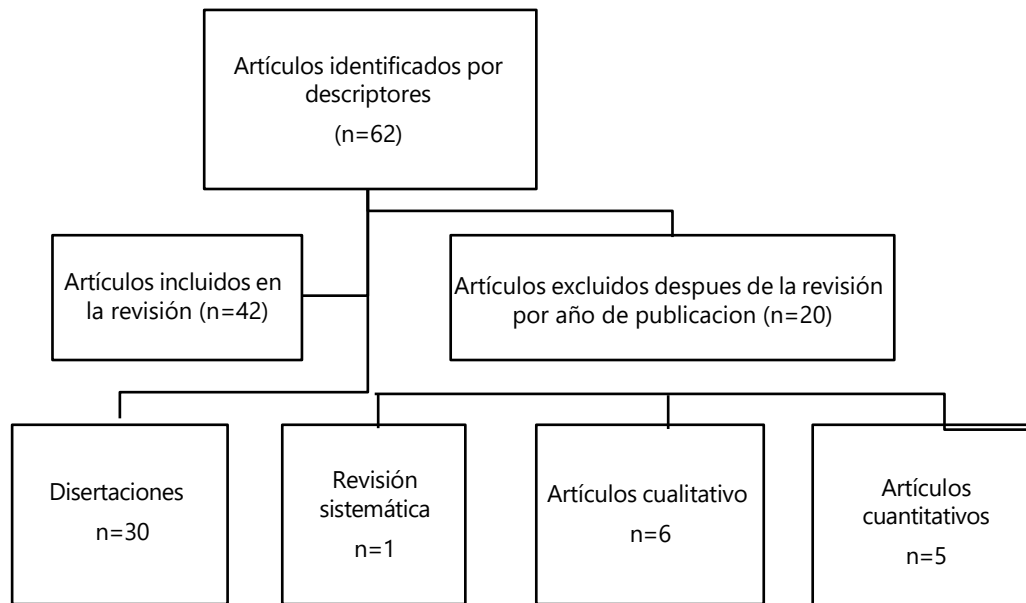 Artículos identificados por
descriptores
(n=62)
Artículos incluidos en
la revisión (n=42)
Artículos excluidos despues de la revisión
por año de publicacion (n=20)
Disertaciones
n=30
Revisión
sistemática
n=1
Artículos cualitativo
n=6
Artículos
cuantitativos
n=5